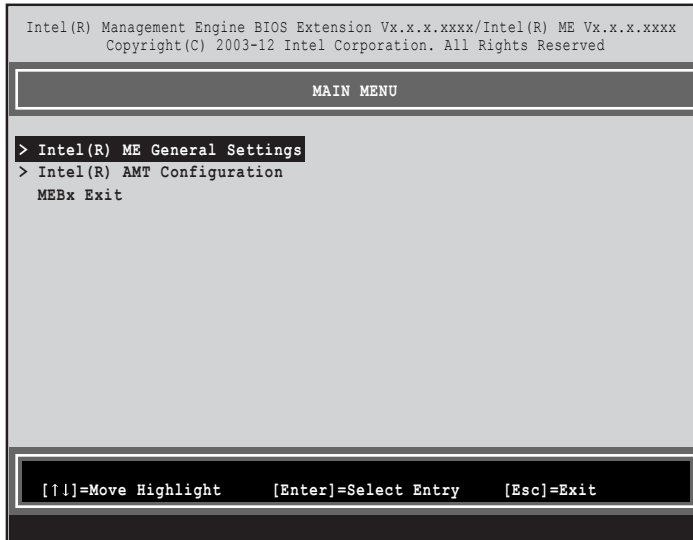 Intel(R) Management Engine BIOS Extension Vx.x.x.xxxx/Intel(R) ME Vx.x.x.xxxx
Copyright(C) 2003-12 Intel Corporation. All Rights Reserved
MAIN MENU
> Intel(R) ME General Settings
> Intel(R) AMT Configuration
MEBx Exit
[↑↓]=Move Highlight [Enter]=Select Entry [Esc]=Exit